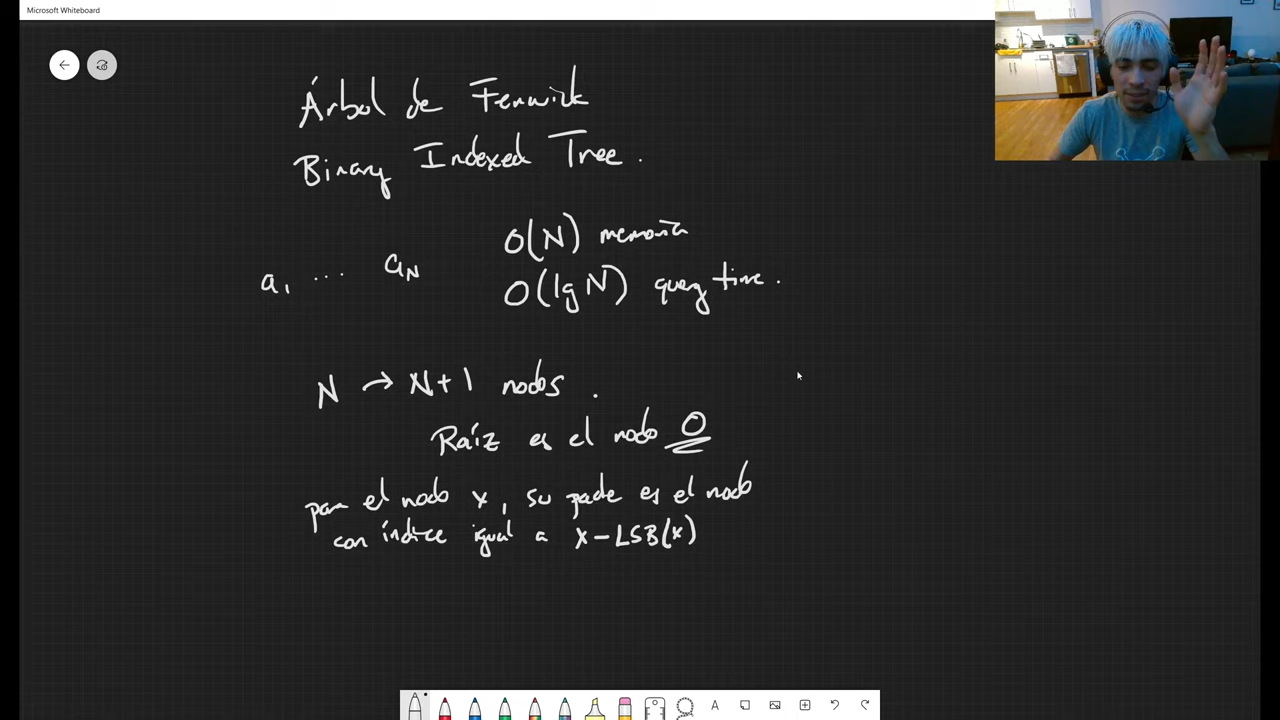 Microsoft Whiteboard
Árbol de Fenwick
Binary Indexed Tree.
O(N) memoria
a₁ ... aN
O(lg N) query time.
N → N+1 nodos.
Raíz es el nodo 0
para el nodo x, su padre es el nodo
con índice igual a x-LSB(x)
A